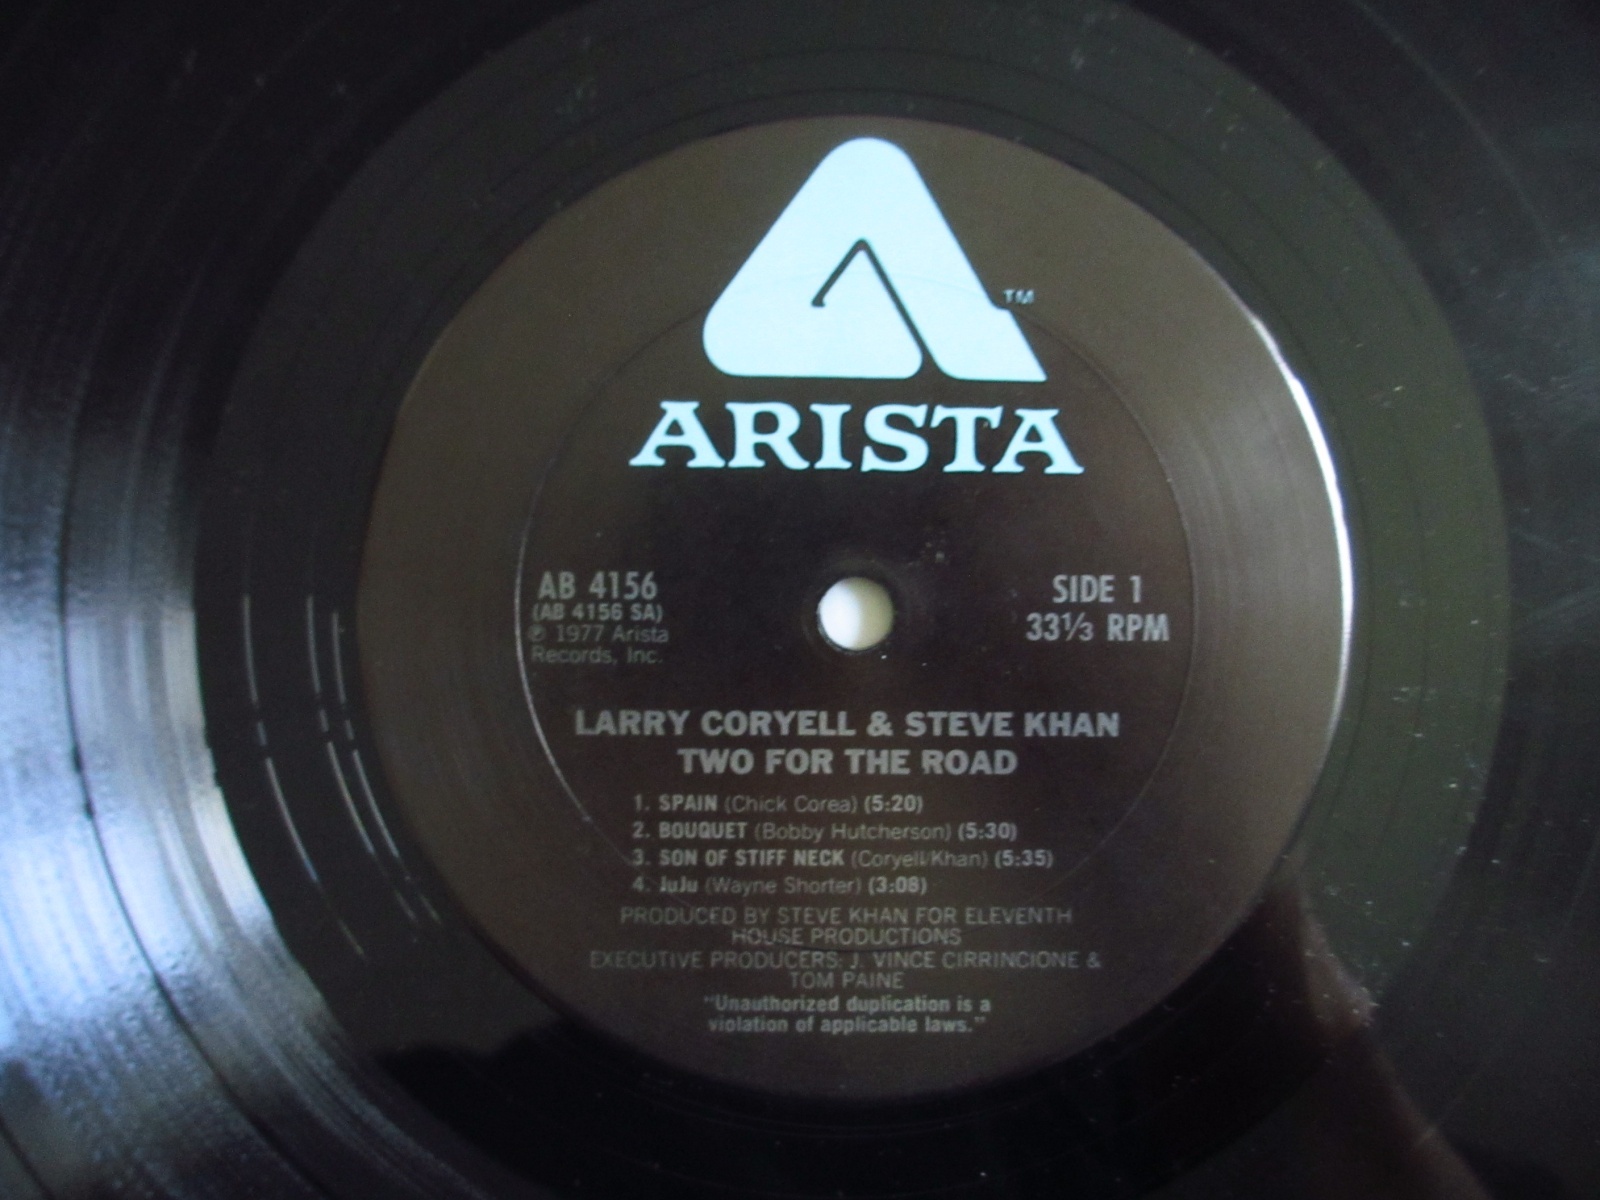 TM
ARISTA
AB 4156
(AB 4156 SA)
℗ 1977 Arista
Records, Inc.
SIDE 1
33⅓ RPM
LARRY CORYELL & STEVE KHAN
TWO FOR THE ROAD
1. SPAIN (Chick Corea) (5:20)
2. BOUQUET (Bobby Hutcherson) (5:30)
3. SON OF STIFF NECK (Coryell/Khan) (5:35)
4. JuJu (Wayne Shorter) (3:08)
PRODUCED BY STEVE KHAN FOR ELEVENTH
HOUSE PRODUCTIONS
EXECUTIVE PRODUCERS: J. VINCE CIRRINCIONE &
TOM PAINE
"Unauthorized duplication is a
violation of applicable laws."